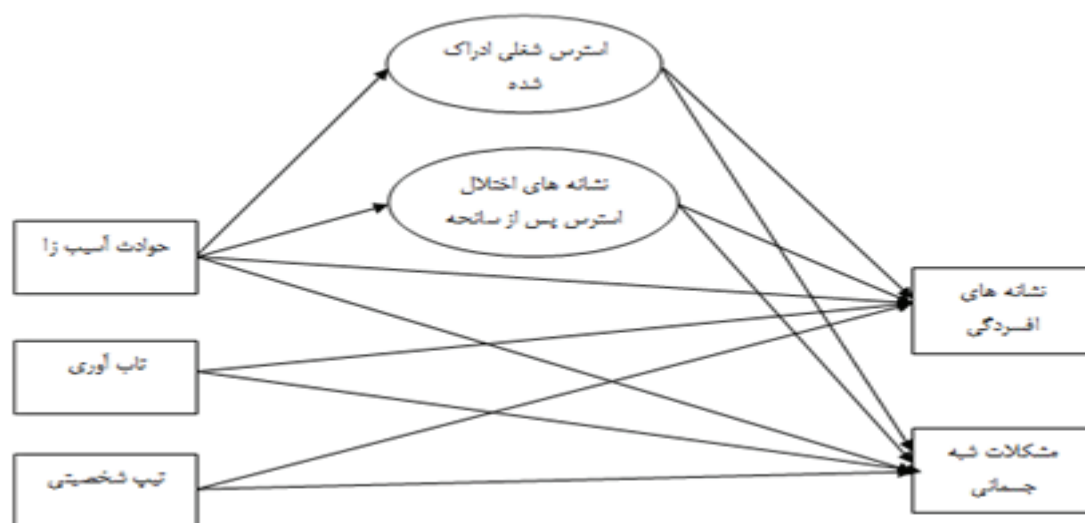 استرس شغلی ادراک
شده
نشانه های اختلال
استرس پس از سانحه
حوادث آسیب زا
نشانه های
افسردگی
تاب آوری
مشکلات شبه
جسمانی
تیپ شخصیتی